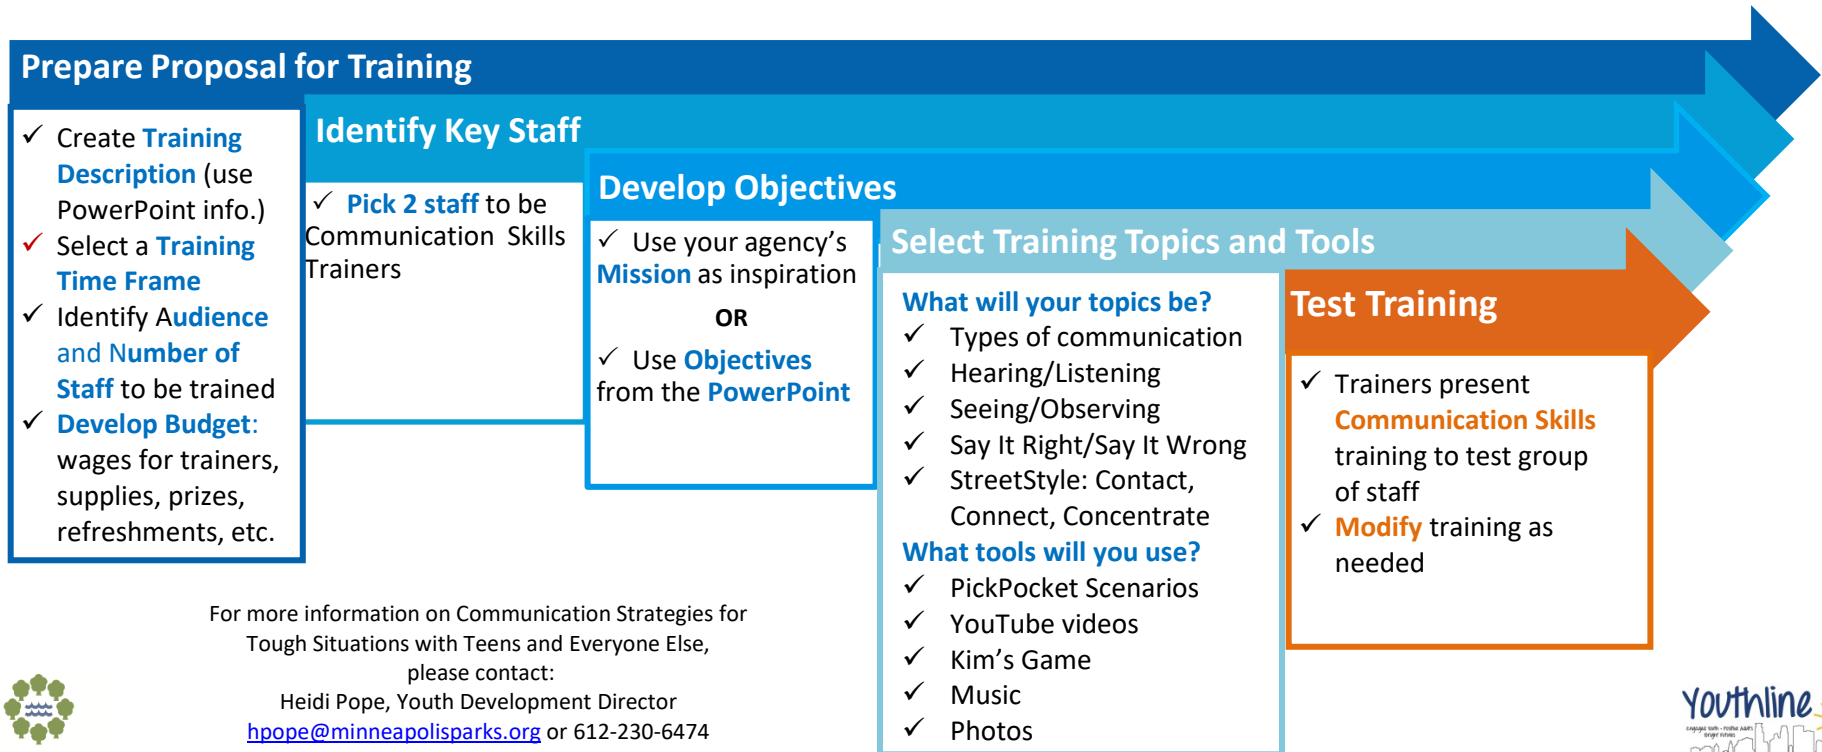 Prepare Proposal for Training
✓ Create Training
Description (use
PowerPoint info.)
✓ Select a Training
Time Frame
✓ Identify Audience
and Number of
Staff to be trained
✓ Develop Budget:
wages for trainers,
supplies, prizes,
refreshments, etc.
Identify Key Staff
✓ Pick 2 staff to be
Communication Skills
Trainers
Develop Objectives
✓ Use your agency’s
Mission as inspiration
OR
✓ Use Objectives
from the PowerPoint
Select Training Topics and Tools
What will your topics be?
✓ Types of communication
✓ Hearing/Listening
✓ Seeing/Observing
✓ Say It Right/Say It Wrong
✓ StreetStyle: Contact,
Connect, Concentrate
What tools will you use?
✓ PickPocket Scenarios
✓ YouTube videos
✓ Kim’s Game
✓ Music
✓ Photos
Test Training
✓ Trainers present
Communication Skills
training to test group
of staff
✓ Modify training as
needed
For more information on Communication Strategies for
Tough Situations with Teens and Everyone Else,
please contact:
Heidi Pope, Youth Development Director
hpope@minneapolisparks.org or 612-230-6474
Youthline